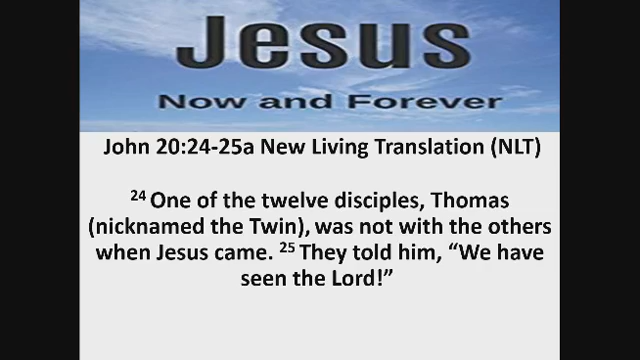 Jesus
Now and Forever
John 20:24-25a New Living Translation (NLT)
24 One of the twelve disciples, Thomas
(nicknamed the Twin), was not with the others
when Jesus came. 25 They told him, “We have
seen the Lord!”